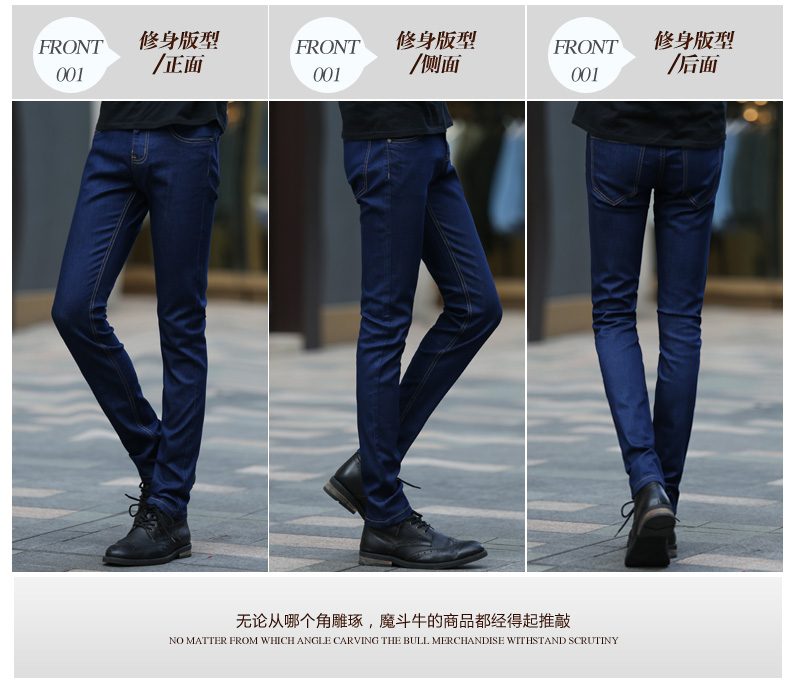 FRONT
001
修身版型
/正面
FRONT
001
修身版型
/侧面
FRONT
001
修身版型
/后面
无论从哪个角雕琢，魔斗牛的商品都经得起推敲
NO MATTER FROM WHICH ANGLE CARVING THE BULL MERCHANDISE WITHSTAND SCRUTINY